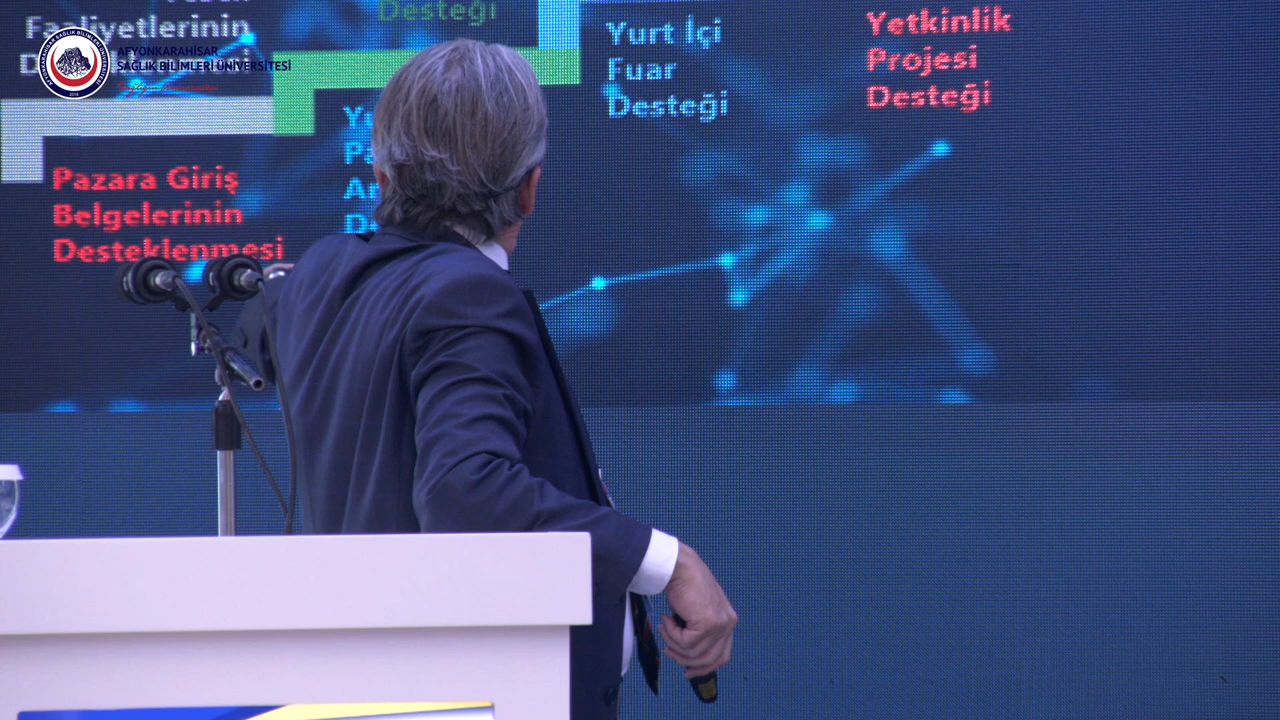 Desteği
Faaliyetlerinin
AFYONKARAHİSAR
SAĞLIK BİLİMLERİ ÜNİVERSİTESİ
2018
Pazara Giriş
Belgelerinin
Desteklenmesi
Yurt İçi
Fuar
Desteği
Yetkinlik
Projesi
Desteği